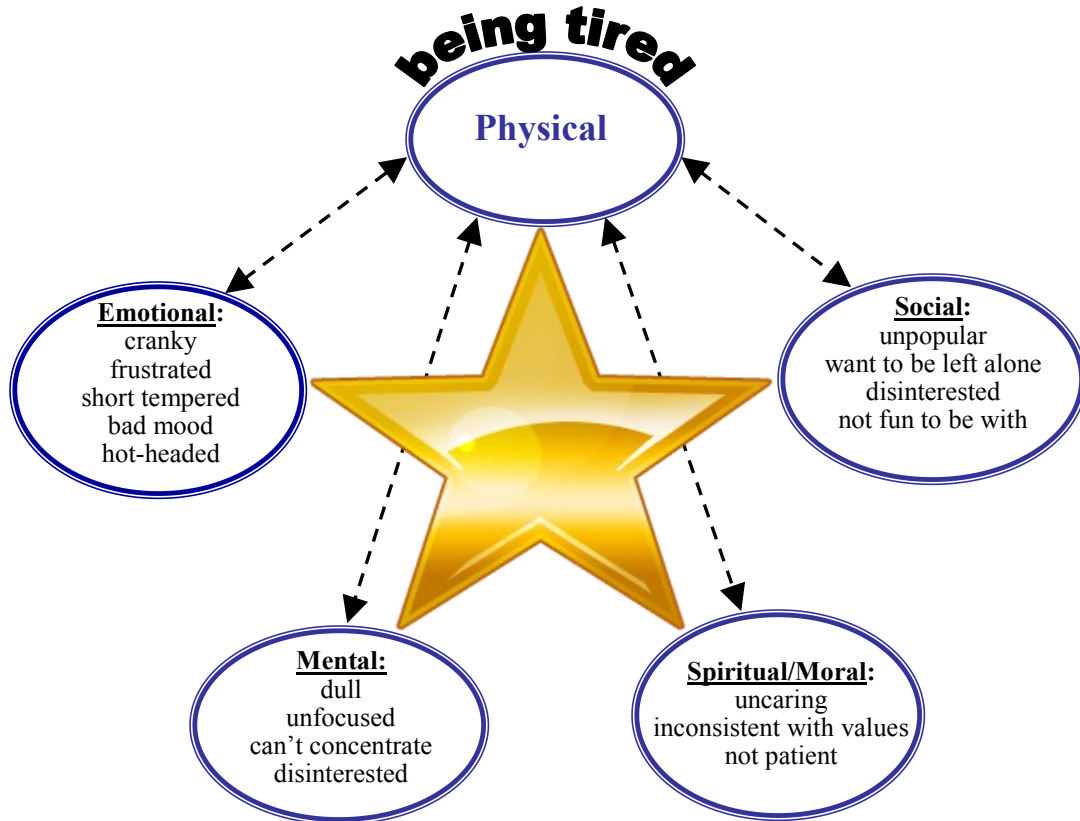 being tired
Physical
Emotional:
cranky
frustrated
short tempered
bad mood
hot-headed
Social:
unpopular
want to be left alone
disinterested
not fun to be with
Mental:
dull
unfocused
can’t concentrate
disinterested
Spiritual/Moral:
uncaring
inconsistent with values
not patient